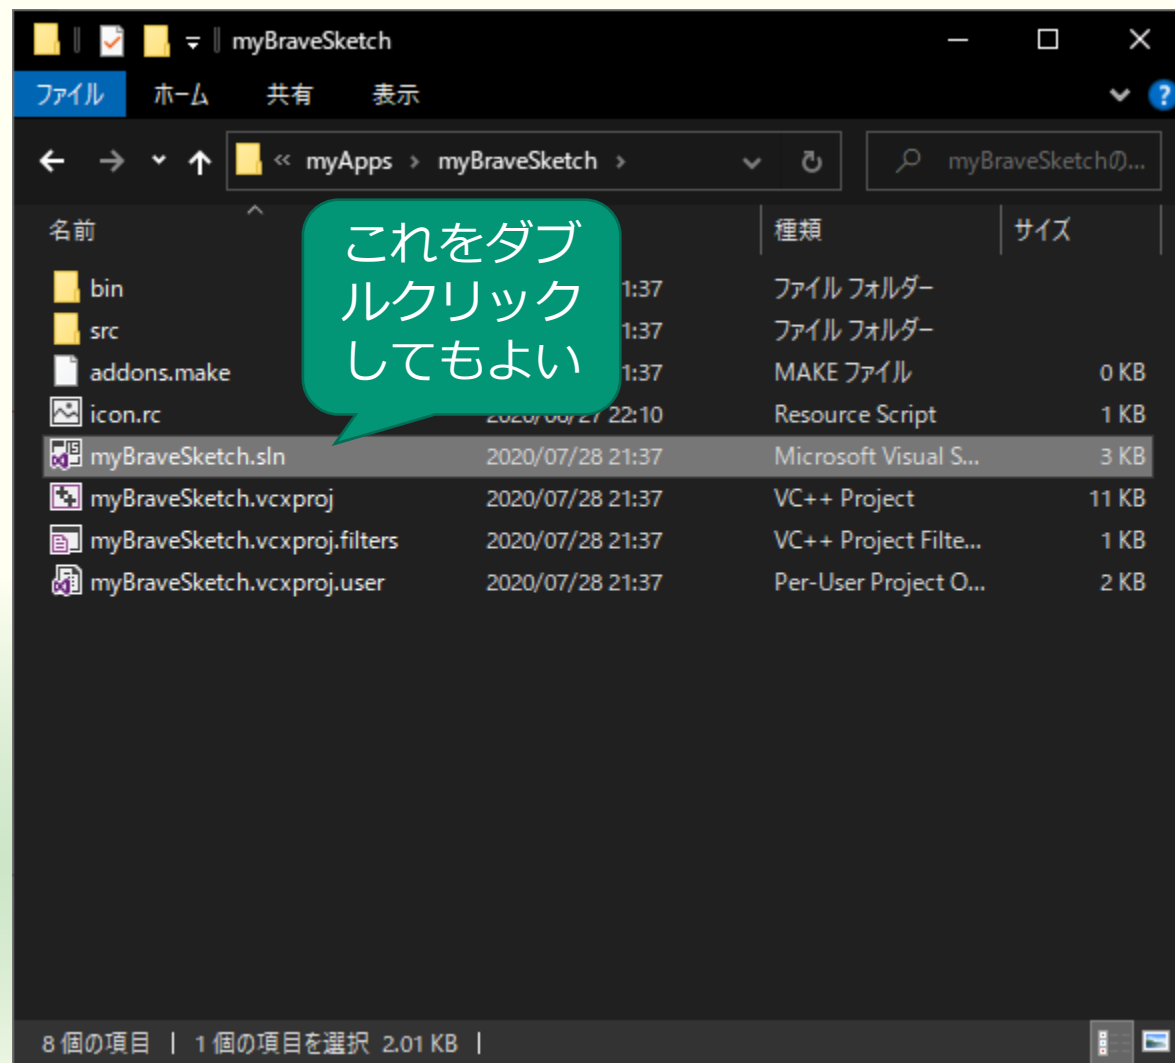 myBraveSketch
ファイル ホーム 共有 表示
« myApps › myBraveSketch › myBraveSketchの...
名前 種類 サイズ
これをダブ
ルクリック
してもよい
bin 1:37 ファイル フォルダー
src 1:37 ファイル フォルダー
addons.make 1:37 MAKE ファイル 0 KB
icon.rc 2020/06/27 22:10 Resource Script 1 KB
myBraveSketch.sln 2020/07/28 21:37 Microsoft Visual S... 3 KB
myBraveSketch.vcxproj 2020/07/28 21:37 VC++ Project 11 KB
myBraveSketch.vcxproj.filters 2020/07/28 21:37 VC++ Project Filte... 1 KB
myBraveSketch.vcxproj.user 2020/07/28 21:37 Per-User Project O... 2 KB
8 個の項目 | 1 個の項目を選択 2.01 KB |